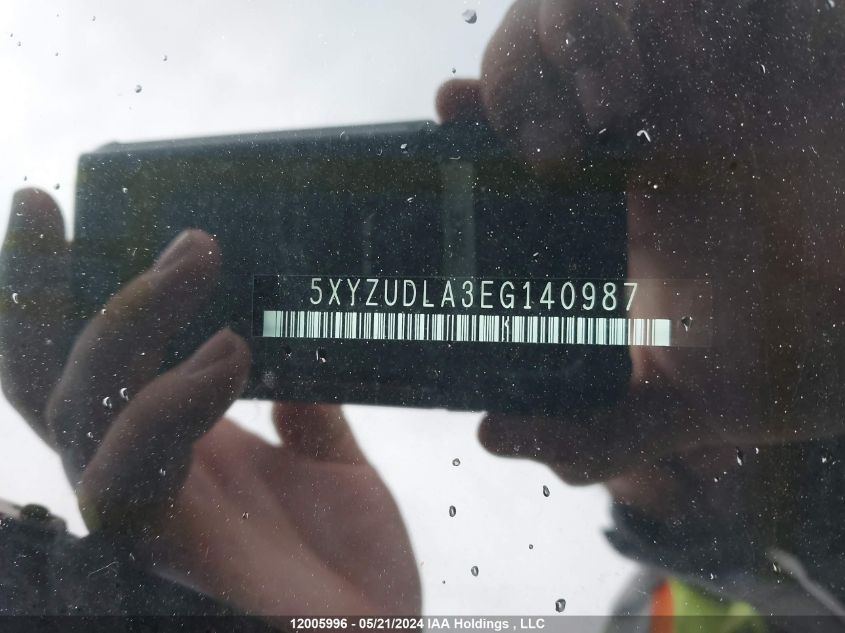 5XYZUDLA3EG140987
12005996 - 05/21/2024 IAA Holdings , LLC